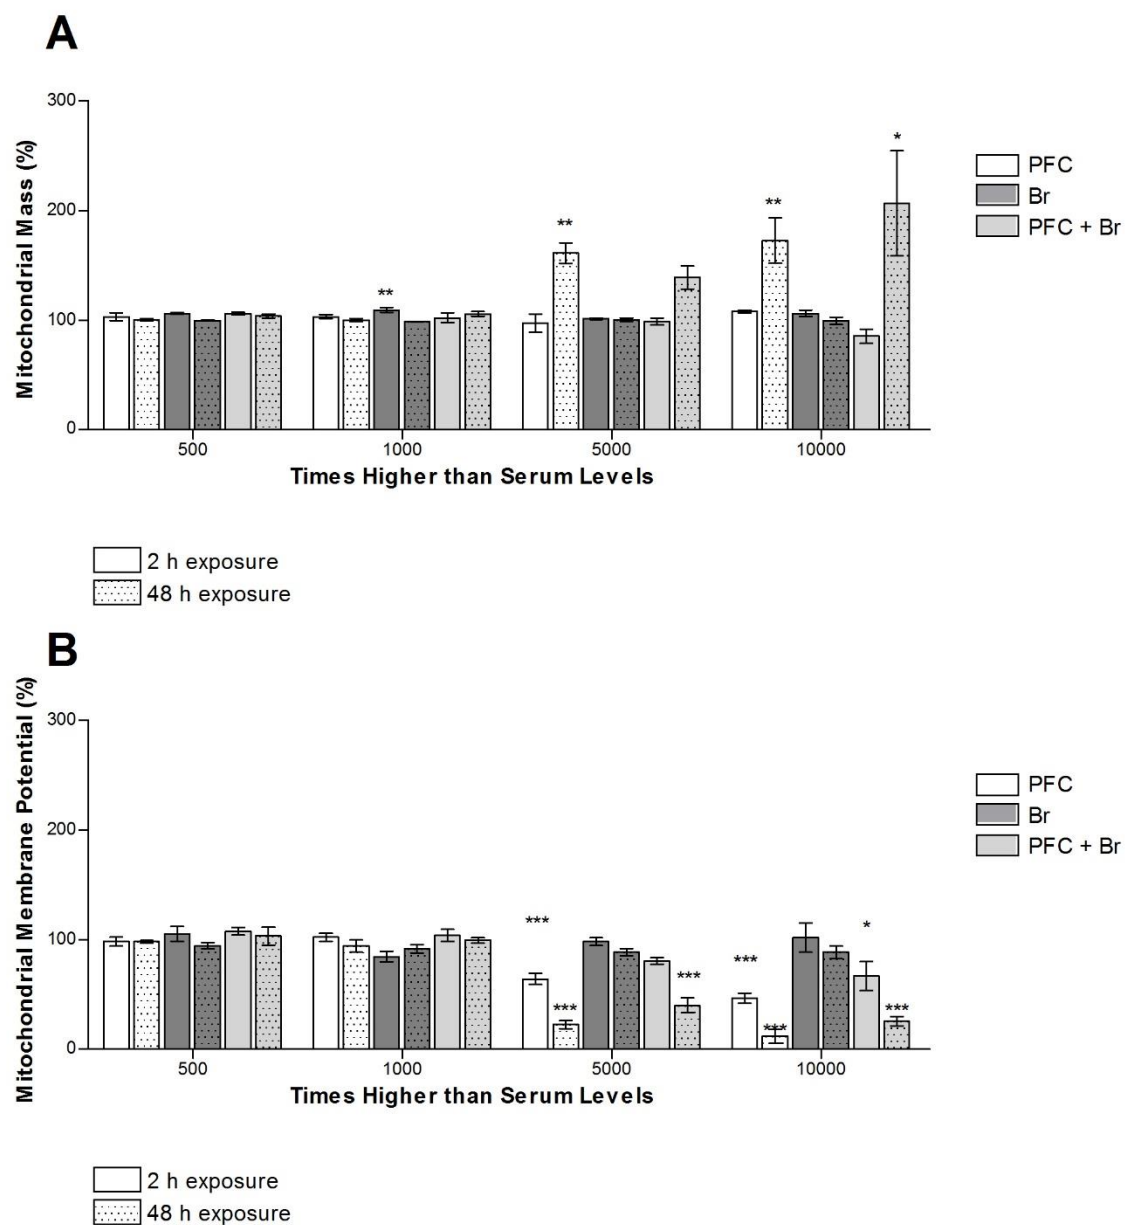 A
Mitochondrial Mass (%)
300
200
100
0
**
**
**
*
500
1000
5000
10000
Times Higher than Serum Levels
PFC
Br
PFC + Br
2 h exposure
48 h exposure
B
Mitochondrial Membrane Potential (%)
300
200
100
0
***
***
***
***
***
*
***
500
1000
5000
10000
Times Higher than Serum Levels
PFC
Br
PFC + Br
2 h exposure
48 h exposure